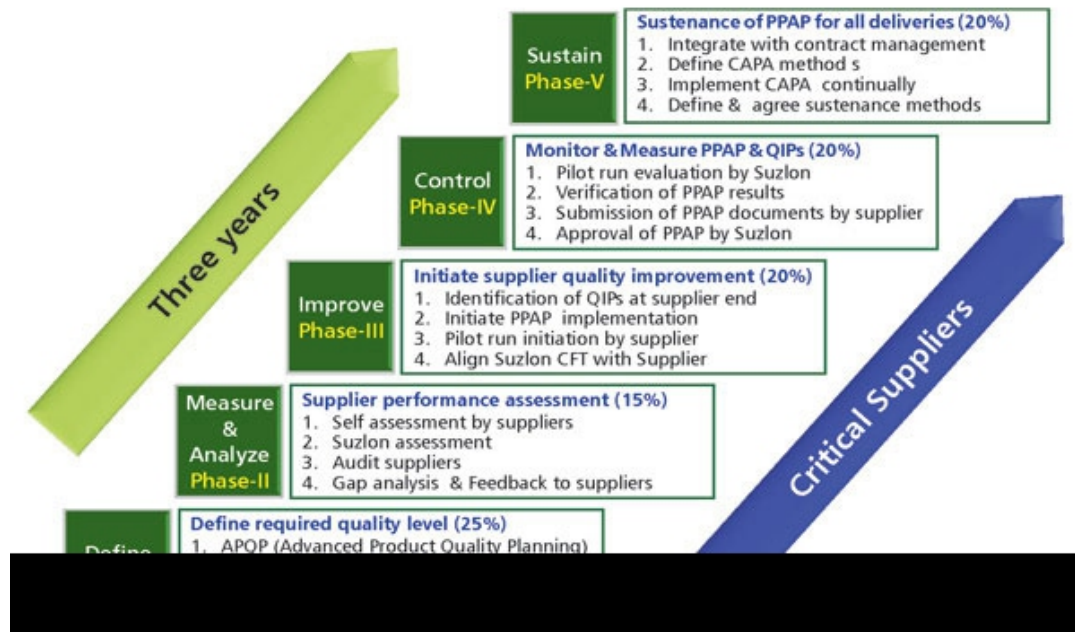 Sustain
Phase-V
Sustenance of PPAP for all deliveries (20%)
1. Integrate with contract management
2. Define CAPA method s
3. Implement CAPA continually
4. Define & agree sustenance methods
Control
Phase-IV
Monitor & Measure PPAP & QIPs (20%)
1. Pilot run evaluation by Suzlon
2. Verification of PPAP results
3. Submission of PPAP documents by supplier
4. Approval of PPAP by Suzlon
Three years
Improve
Phase-III
Initiate supplier quality improvement (20%)
1. Identification of QIPs at supplier end
2. Initiate PPAP implementation
3. Pilot run initiation by supplier
4. Align Suzlon CFT with Supplier
Critical Suppliers
Measure
&
Analyze
Phase-II
Supplier performance assessment (15%)
1. Self assessment by suppliers
2. Suzlon assessment
3. Audit suppliers
4. Gap analysis & Feedback to suppliers
Define
Define required quality level (25%)
1. APQP (Advanced Product Quality Planning)